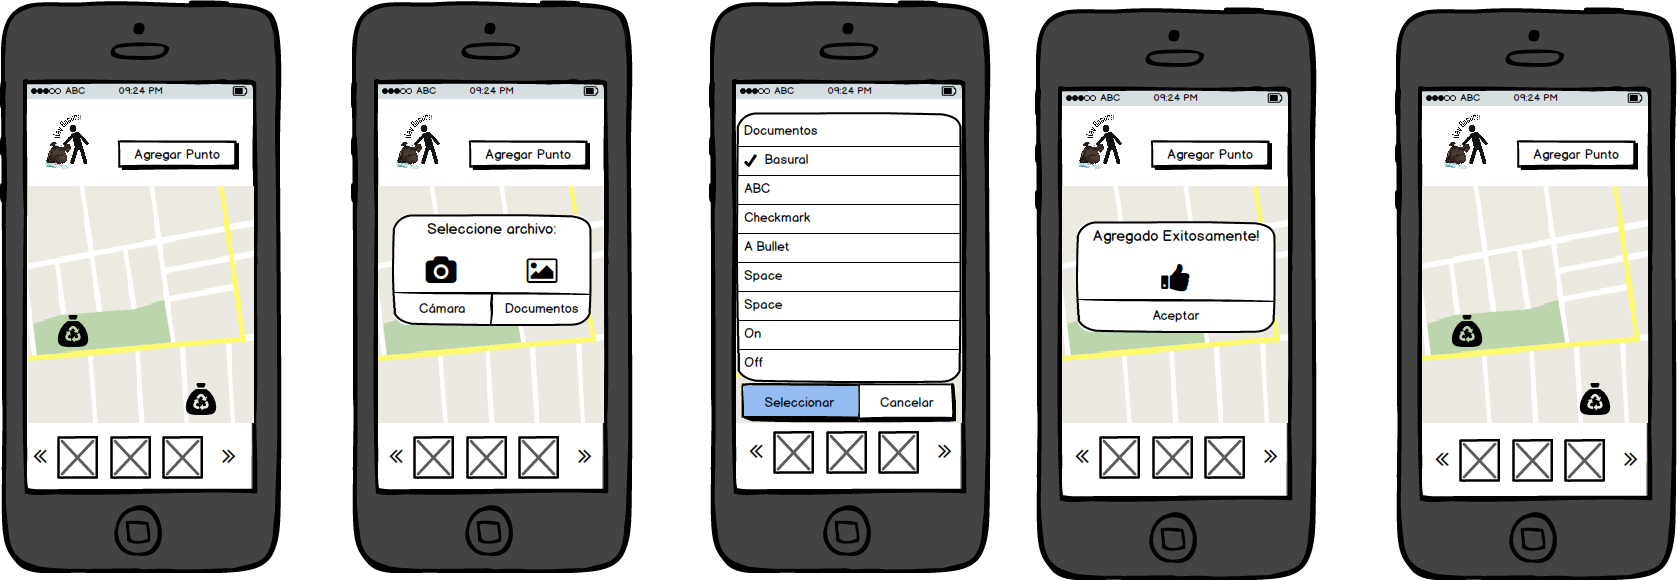 ABC 09:24 PM
Agregar Punto
ABC 09:24 PM
Agregar Punto
Seleccione archivo:
Cámara Documentos
ABC 09:24 PM
Documentos
Basural
ABC
Checkmark
A Bullet
Space
Space
On
Off
Seleccionar Cancelar
ABC 09:24 PM
Agregar Punto
Agregado Exitosamente!
Aceptar
ABC 09:24 PM
Agregar Punto